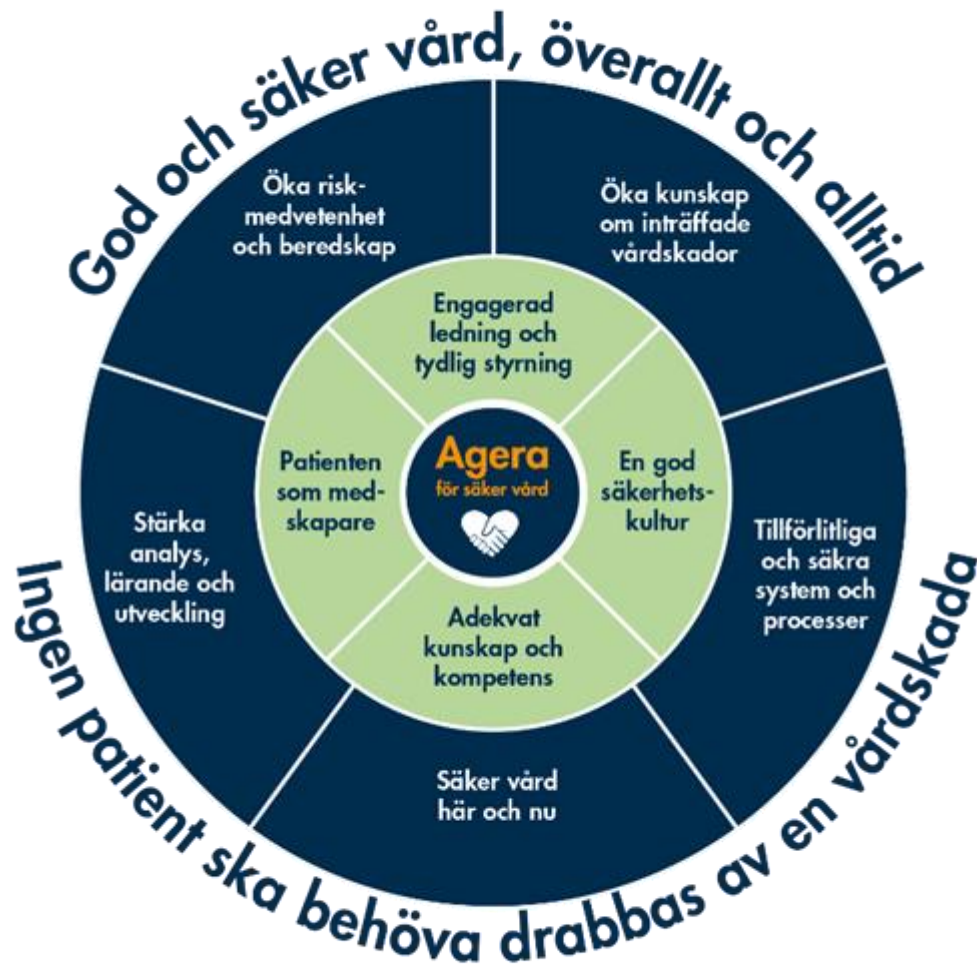 God och säker vård, överallt och alltid
Öka risk-
medvetenhet
och beredskap
Öka kunskap
om inträffade
vårdskador
Engagerad
ledning och
tydlig styrning
Patienten
som med-
skapare
Agera
för säker vård
En god
säkerhets-
kultur
Stärka
analys,
lärande och
utveckling
Tillförlitliga
och säkra
system och
processer
Adekvat
kunskap och
kompetens
Säker vård
här och nu
Ingen patient ska behöva drabbas av en vårdskada